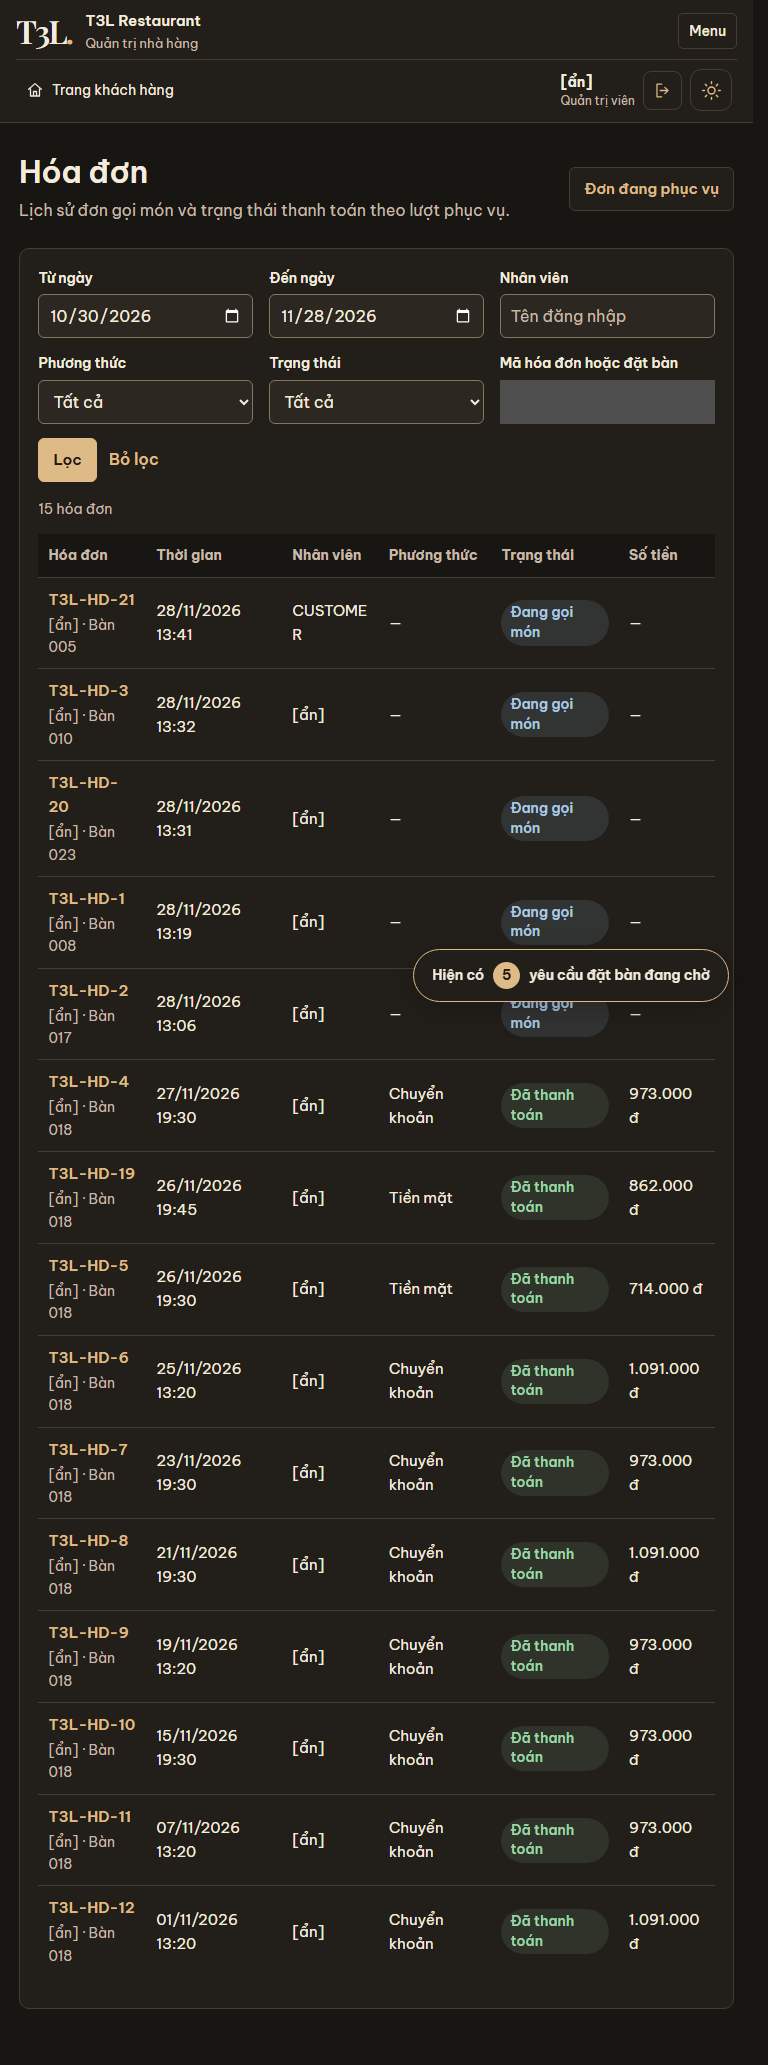 T3L.
T3L Restaurant
Quản trị nhà hàng
Menu
Trang khách hàng
[ẩn]
Quản trị viên
Hóa đơn
Lịch sử đơn gọi món và trạng thái thanh toán theo lượt phục vụ.
Đơn đang phục vụ
Từ ngày
Đến ngày
Nhân viên
10/30/2026
11/28/2026
Tên đăng nhập
Phương thức
Trạng thái
Mã hóa đơn hoặc đặt bàn
Tất cả
Tất cả
Lọc
Bỏ lọc
15 hóa đơn
Hóa đơn
Thời gian
Nhân viên
Phương thức
Trạng thái
Số tiền
T3L-HD-21
[ẩn] · Bàn
005
28/11/2026
13:41
CUSTOME
R
—
Đang gọi
món
—
T3L-HD-3
[ẩn] · Bàn
010
28/11/2026
13:32
[ẩn]
—
Đang gọi
món
—
T3L-HD-
20
[ẩn] · Bàn
023
28/11/2026
13:31
[ẩn]
—
Đang gọi
món
—
T3L-HD-1
[ẩn] · Bàn
008
28/11/2026
13:19
[ẩn]
—
Đang gọi
món
—
Hiện có 5 yêu cầu đặt bàn đang chờ
T3L-HD-2
[ẩn] · Bàn
017
28/11/2026
13:06
[ẩn]
—
Đang gọi
món
—
T3L-HD-4
[ẩn] · Bàn
018
27/11/2026
19:30
[ẩn]
Chuyển
khoản
Đã thanh
toán
973.000
đ
T3L-HD-19
[ẩn] · Bàn
018
26/11/2026
19:45
[ẩn]
Tiền mặt
Đã thanh
toán
862.000
đ
T3L-HD-5
[ẩn] · Bàn
018
26/11/2026
19:30
[ẩn]
Tiền mặt
Đã thanh
toán
714.000 đ
T3L-HD-6
[ẩn] · Bàn
018
25/11/2026
13:20
[ẩn]
Chuyển
khoản
Đã thanh
toán
1.091.000
đ
T3L-HD-7
[ẩn] · Bàn
018
23/11/2026
19:30
[ẩn]
Chuyển
khoản
Đã thanh
toán
973.000
đ
T3L-HD-8
[ẩn] · Bàn
018
21/11/2026
19:30
[ẩn]
Chuyển
khoản
Đã thanh
toán
1.091.000
đ
T3L-HD-9
[ẩn] · Bàn
018
19/11/2026
13:20
[ẩn]
Chuyển
khoản
Đã thanh
toán
973.000
đ
T3L-HD-10
[ẩn] · Bàn
018
15/11/2026
19:30
[ẩn]
Chuyển
khoản
Đã thanh
toán
973.000
đ
T3L-HD-11
[ẩn] · Bàn
018
07/11/2026
13:20
[ẩn]
Chuyển
khoản
Đã thanh
toán
973.000
đ
T3L-HD-12
[ẩn] · Bàn
018
01/11/2026
13:20
[ẩn]
Chuyển
khoản
Đã thanh
toán
1.091.000
đ